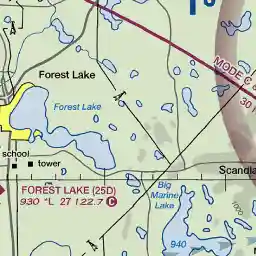 MODE C &
30 N
Forest Lake
Forest Lake
school
tower
Scandia
FOREST LAKE (25D)
930 *L 27 122.7 C
Big
Marine
Lake
1000
940